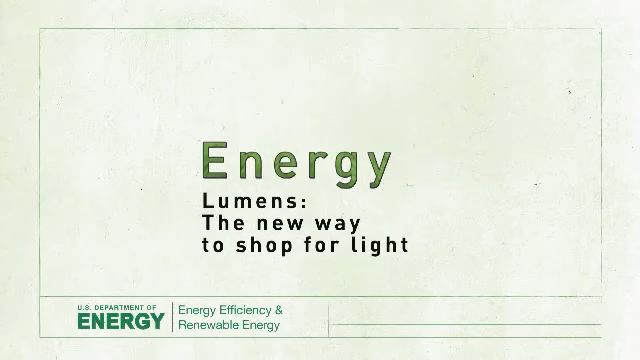 Energy
Lumens:
The new way
to shop for light
U.S. DEPARTMENT OF
ENERGY
Energy Efficiency &
Renewable Energy